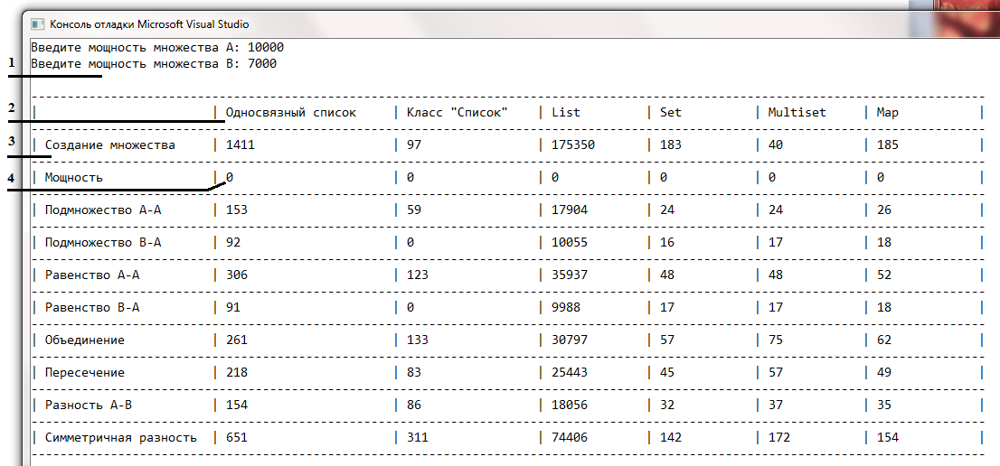 Консоль отладки Microsoft Visual Studio
Введите мощность множества A: 10000
1 Введите мощность множества B: 7000
2 | | Односвязный список | Класс "Список" | List | Set | Multiset | Map |
3 | Создание множества | 1411 | 97 | 175350 | 183 | 40 | 185 |
4 | Мощность | 0 | 0 | 0 | 0 | 0 | 0 |
| Подмножество A-A | 153 | 59 | 17904 | 24 | 24 | 26 |
| Подмножество B-A | 92 | 0 | 10055 | 16 | 17 | 18 |
| Равенство A-A | 306 | 123 | 35937 | 48 | 48 | 52 |
| Равенство B-A | 91 | 0 | 9988 | 17 | 17 | 18 |
| Объединение | 261 | 133 | 30797 | 57 | 75 | 62 |
| Пересечение | 218 | 83 | 25443 | 45 | 57 | 49 |
| Разность A-B | 154 | 86 | 18056 | 32 | 37 | 35 |
| Симметричная разность | 651 | 311 | 74406 | 142 | 172 | 154 |